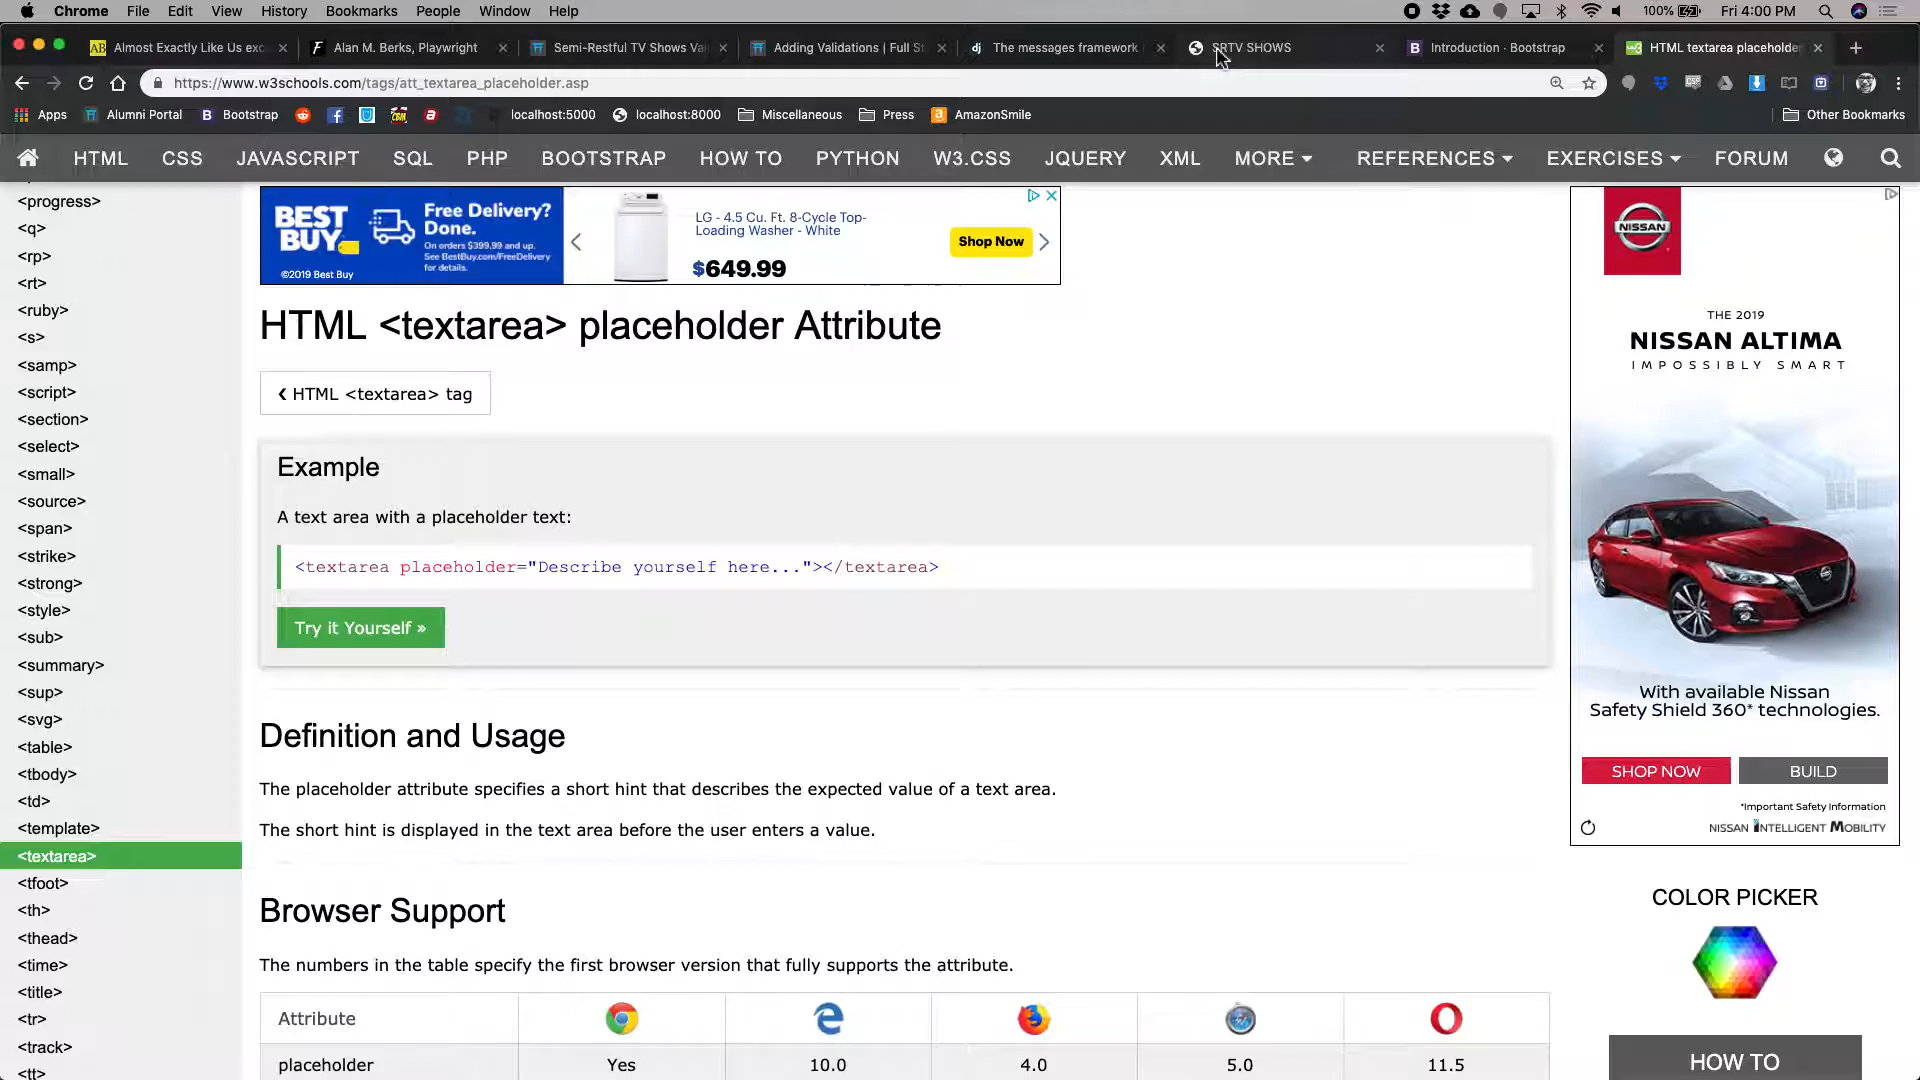 Chrome File Edit View History Bookmarks People Window Help 100% Fri 4:00 PM
Almost Exactly Like Us exc Alan M. Berks, Playwright Semi-Restful TV Shows Val Adding Validations | Full St The messages framework SRTV SHOWS Introduction · Bootstrap HTML textarea placeholder
https://www.w3schools.com/tags/att_textarea_placeholder.asp
Apps Alumni Portal Bootstrap localhost:5000 localhost:8000 Miscellaneous Press AmazonSmile Other Bookmarks
HTML CSS JAVASCRIPT SQL PHP BOOTSTRAP HOW TO PYTHON W3.CSS JQUERY XML MORE REFERENCES EXERCISES FORUM
<progress>
<q>
<rp>
<rt>
<ruby>
<s>
<samp>
<script>
<section>
<select>
<small>
<source>
<span>
<strike>
<strong>
<style>
<sub>
<summary>
<sup>
<svg>
<table>
<tbody>
<td>
<template>
<textarea>
<tfoot>
<th>
<thead>
<time>
<title>
<tr>
<track>
<tt>
BEST BUY
Free Delivery?
Done.
On orders $399.99 and up.
See BestBuy.com/FreeDelivery
for details.
©2019 Best Buy
LG - 4.5 Cu. Ft. 8-Cycle Top-
Loading Washer - White
$649.99
Shop Now
HTML <textarea> placeholder Attribute
❮ HTML <textarea> tag
Example
A text area with a placeholder text:
<textarea placeholder="Describe yourself here..."></textarea>
Try it Yourself »
Definition and Usage
The placeholder attribute specifies a short hint that describes the expected value of a text area.
The short hint is displayed in the text area before the user enters a value.
Browser Support
The numbers in the table specify the first browser version that fully supports the attribute.
Attribute
placeholder Yes 10.0 4.0 5.0 11.5
NISSAN
THE 2019
NISSAN ALTIMA
IMPOSSIBLY SMART
With available Nissan
Safety Shield 360* technologies.
SHOP NOW BUILD
*Important Safety Information
NISSAN INTELLIGENT MOBILITY
COLOR PICKER
HOW TO